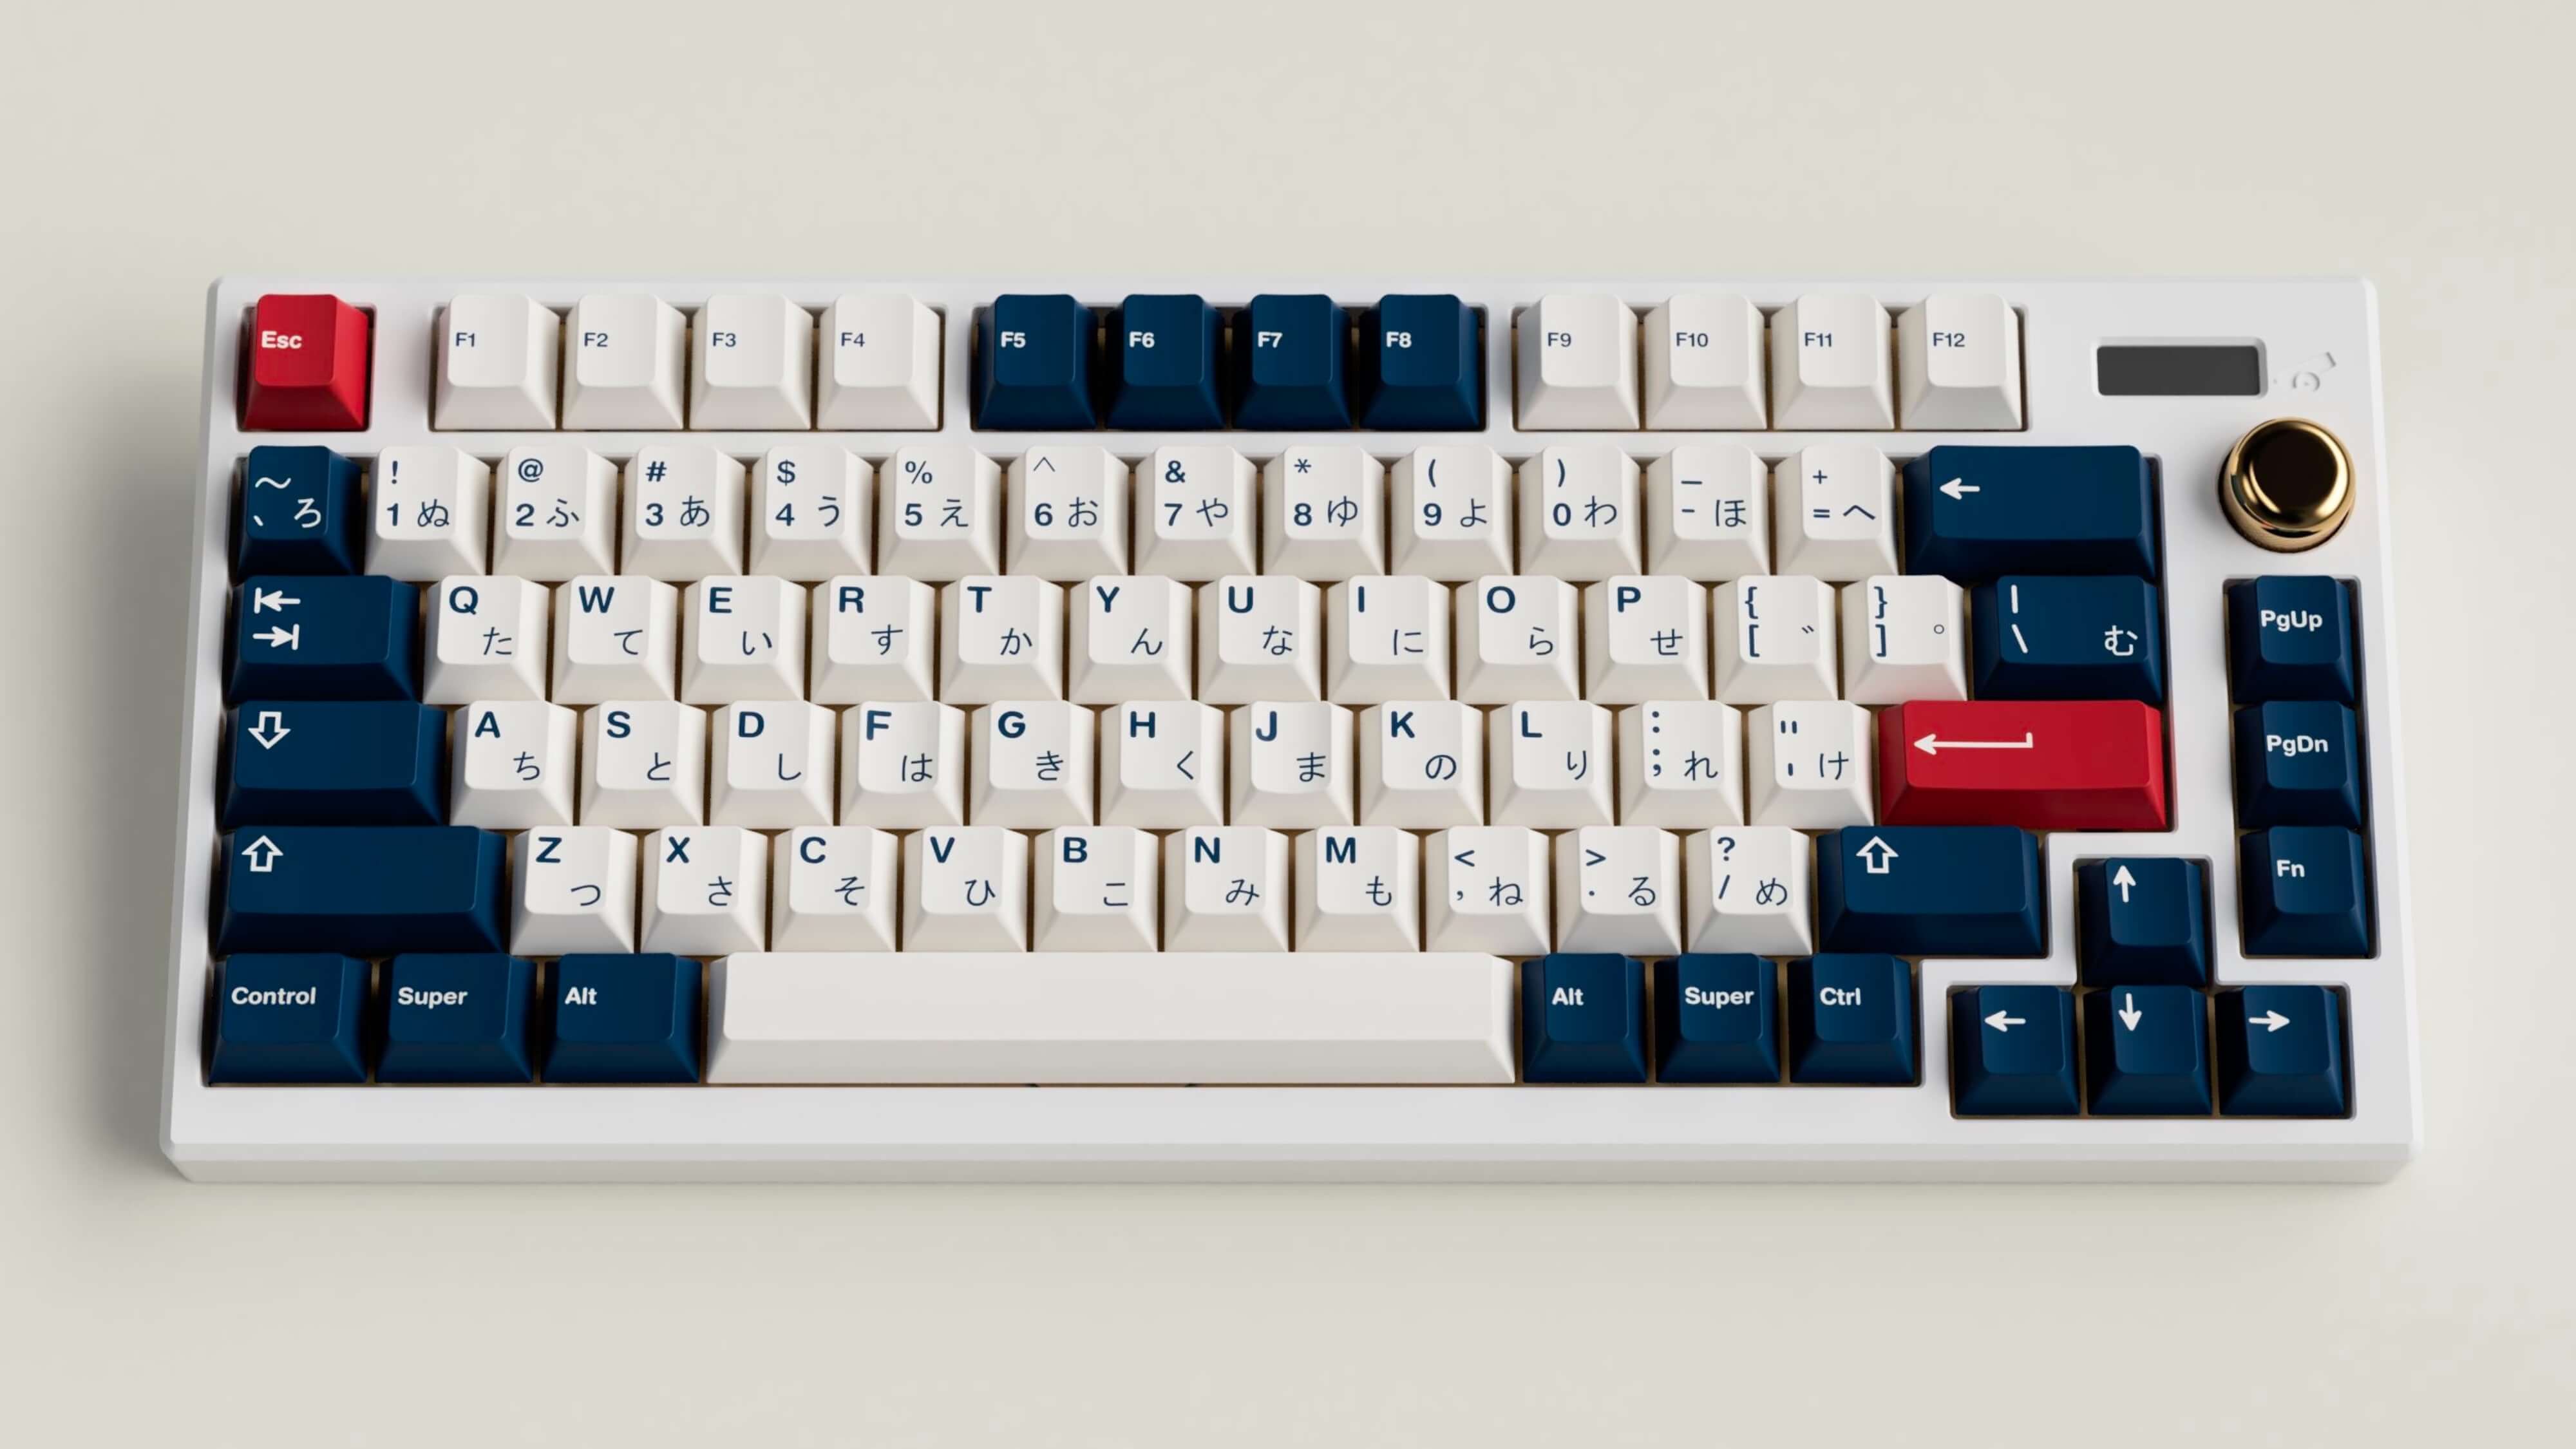 Esc F1 F2 F3 F4 F5 F6 F7 F8 F9 F10 F11 F12
~ ! @ # $ % ^ & * ( ) _ + ←
、 ろ 1 ぬ 2 ふ 3 あ 4 う 5 え 6 お 7 や 8 ゆ 9 よ 0 わ - ほ = へ
⇤ Q W E R T Y U I O P { } | PgUp
⇥ た て い す か ん な に ら せ [ ゛ ] ゜ \ む
⇩ A S D F G H J K L : " ← PgDn
ち と し は き く ま の り ; れ ' け
⇧ Z X C V B N M < > ? ⇧ ↑ Fn
つ さ そ ひ こ み も , ね . る / め
Control Super Alt Alt Super Ctrl ← ↓ →